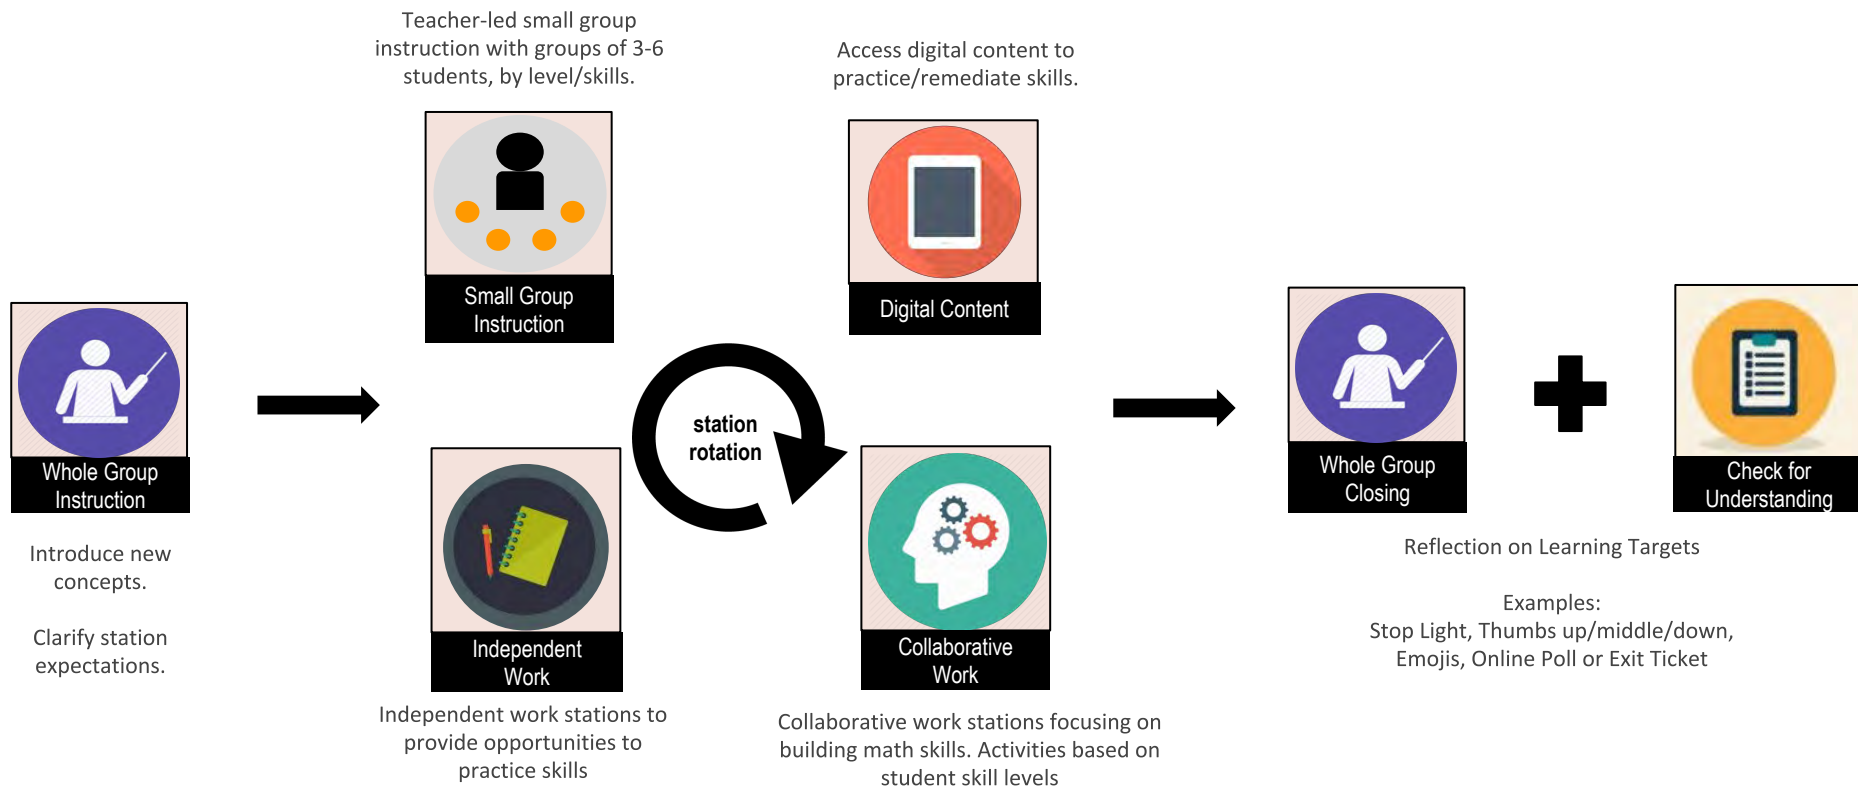 Teacher-led small group
instruction with groups of 3-6
students, by level/skills.
Small Group
Instruction
Access digital content to
practice/remediate skills.
Digital Content
Whole Group
Instruction
Introduce new
concepts.
Clarify station
expectations.
station
rotation
Independent
Work
Independent work stations to
provide opportunities to
practice skills
Collaborative
Work
Collaborative work stations focusing on
building math skills. Activities based on
student skill levels
Whole Group
Closing
Check for
Understanding
Reflection on Learning Targets
Examples:
Stop Light, Thumbs up/middle/down,
Emojis, Online Poll or Exit Ticket